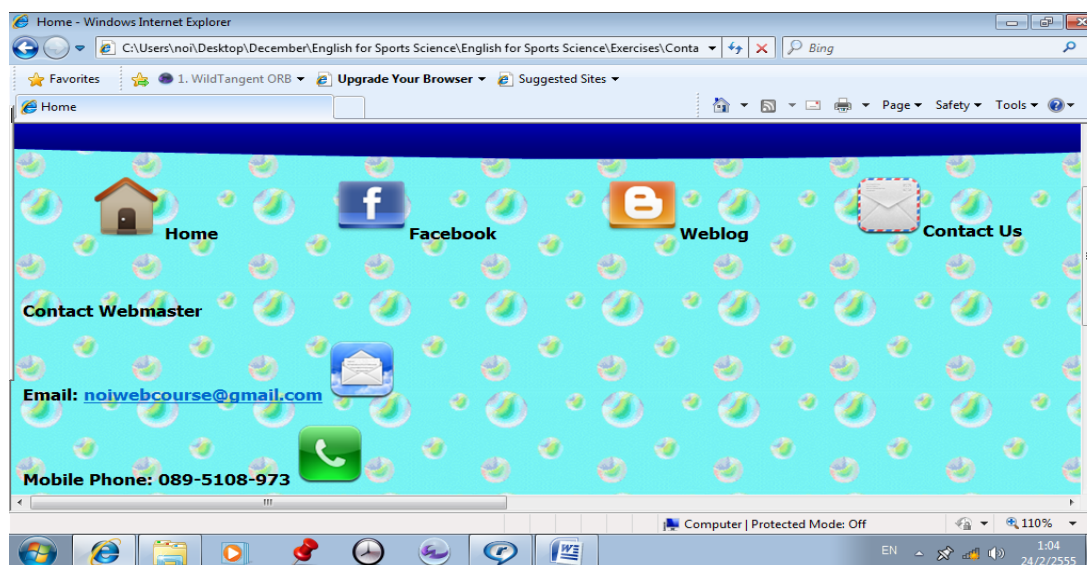 Home - Windows Internet Explorer
C:\Users\noi\Desktop\December\English for Sports Science\English for Sports Science\Exercises\Conta
Bing
Favorites 1. WildTangent ORB Upgrade Your Browser Suggested Sites
Home Page Safety Tools
Home Facebook Weblog Contact Us
Contact Webmaster
Email: noiwebcourse@gmail.com
Mobile Phone: 089-5108-973
Computer | Protected Mode: Off 110%
EN 1:04
24/2/2555